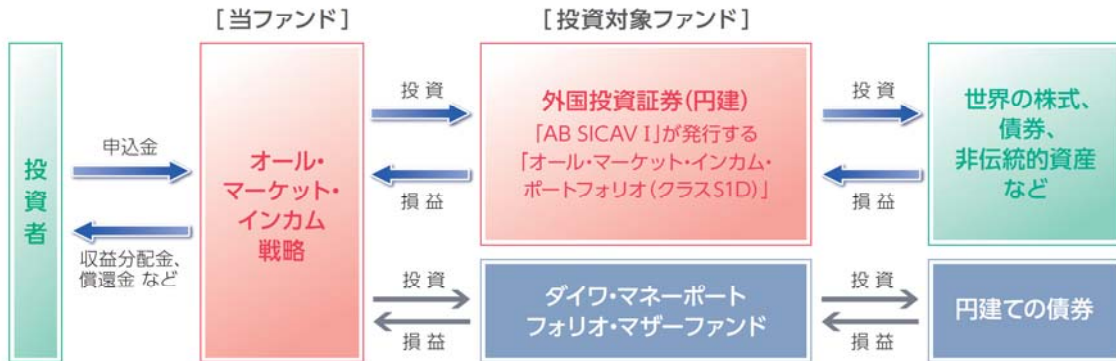 [当ファンド]
[投資対象ファンド]
投資者
申込金
収益分配金、
償還金 など
オール・
マーケット・
インカム
戦略
投資
損益
外国投資証券(円建)
「AB SICAV I」が発行する
「オール・マーケット・インカム・
ポートフォリオ(クラスS1D)」
投資
損益
世界の株式、
債券、
非伝統的資産
など
投資
損益
ダイワ・マネーポート
フォリオ・マザーファンド
投資
損益
円建ての債券